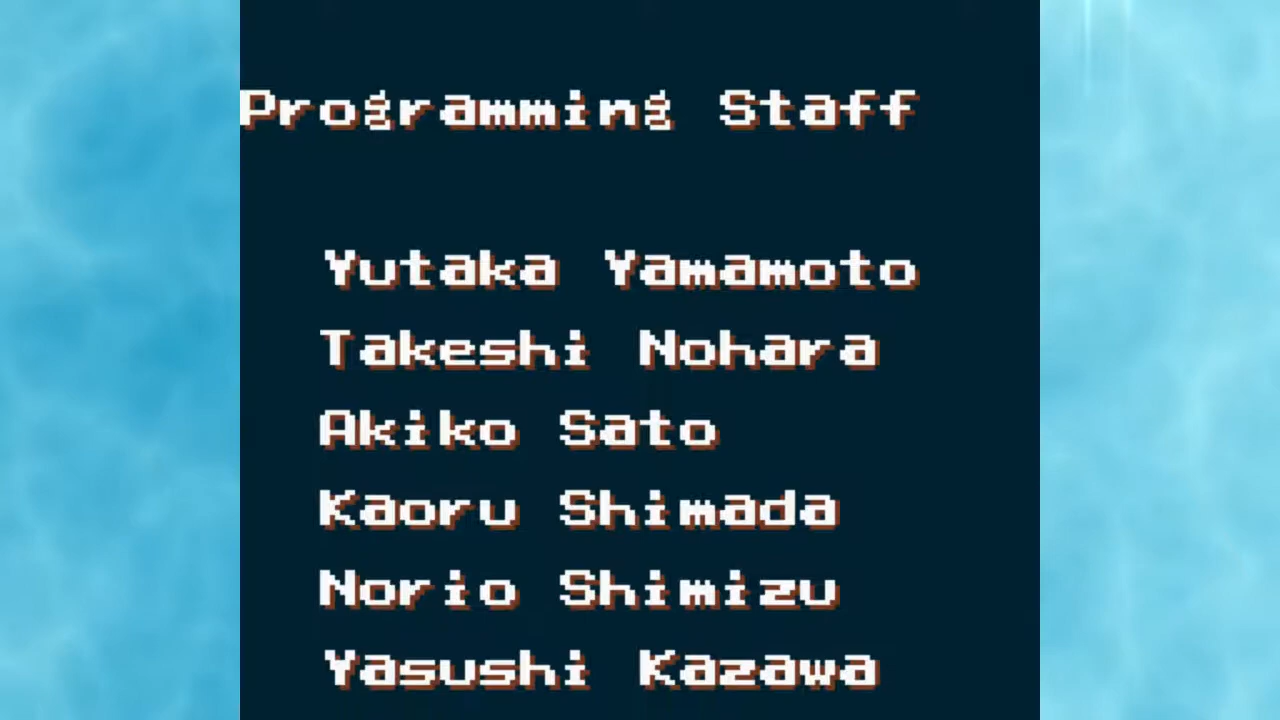 Programming Staff
Yutaka Yamamoto
Takeshi Nohara
Akiko Sato
Kaoru Shimada
Norio Shimizu
Yasushi Kazawa